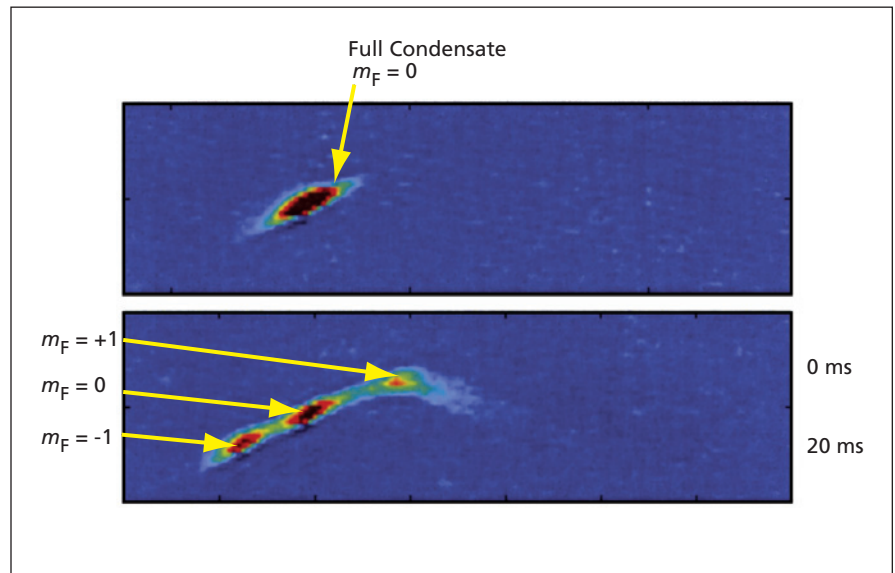 Full Condensate
mF = 0
mF = +1
mF = 0
mF = -1
0 ms
20 ms